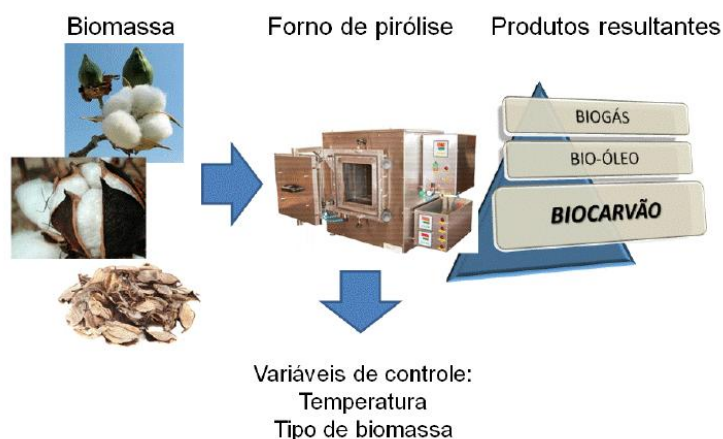 Biomassa
Forno de pirólise
Produtos resultantes
BIOGÁS
BIO-ÓLEO
BIOCARVÃO
Variáveis de controle:
Temperatura
Tipo de biomassa